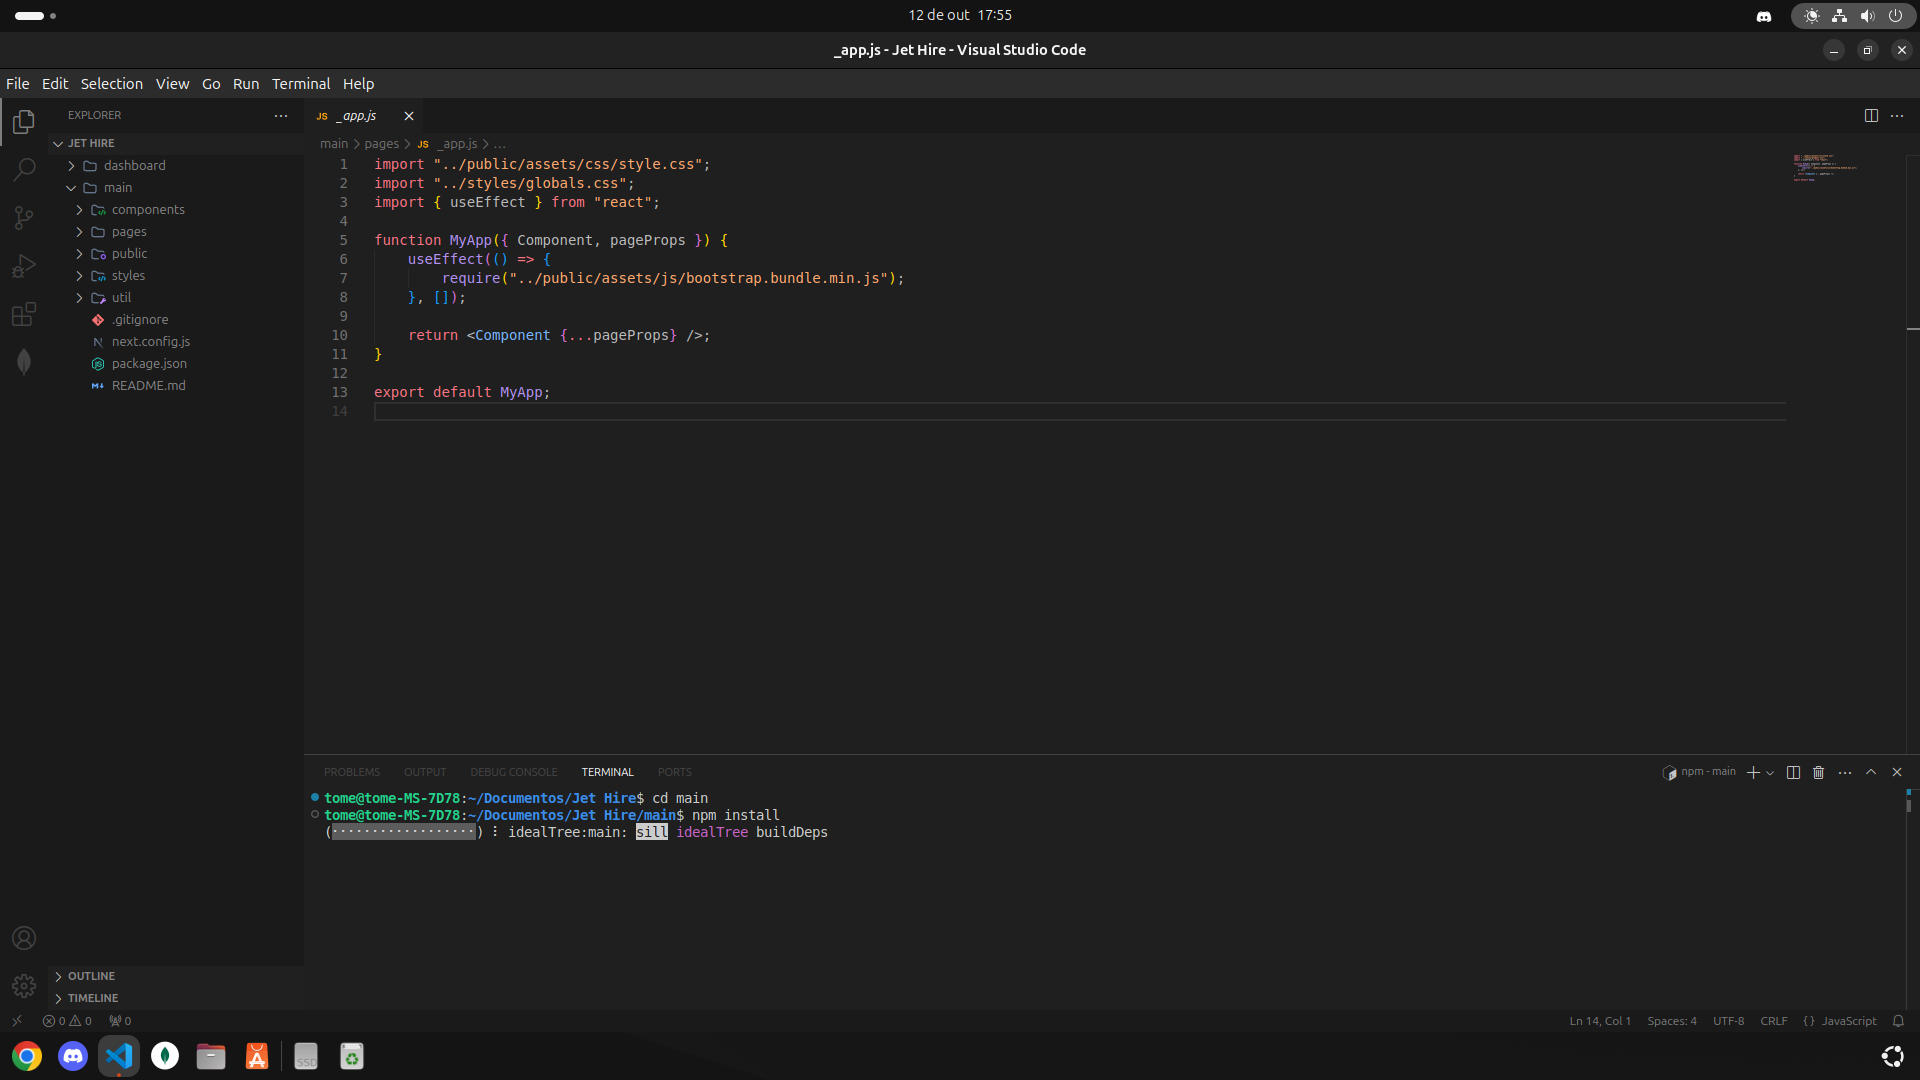 12 de out 17:55
_app.js - Jet Hire - Visual Studio Code
File Edit Selection View Go Run Terminal Help
EXPLORER
JS _app.js
JET HIRE
main > pages > JS _app.js > ...
dashboard
main
components
pages
public
styles
util
.gitignore
next.config.js
package.json
README.md
1 import "../public/assets/css/style.css";
2 import "../styles/globals.css";
3 import { useEffect } from "react";
4
5 function MyApp({ Component, pageProps }) {
6 useEffect(() => {
7 require("../public/assets/js/bootstrap.bundle.min.js");
8 }, []);
9
10 return <Component {...pageProps} />;
11 }
12
13 export default MyApp;
14
PROBLEMS OUTPUT DEBUG CONSOLE TERMINAL PORTS
npm - main
tome@tome-MS-7D78:~/Documentos/Jet Hire$ cd main
tome@tome-MS-7D78:~/Documentos/Jet Hire/main$ npm install
(··················) ⠸ idealTree:main: sill idealTree buildDeps
OUTLINE
TIMELINE
0 0 0
Ln 14, Col 1 Spaces: 4 UTF-8 CRLF {} JavaScript
SSD